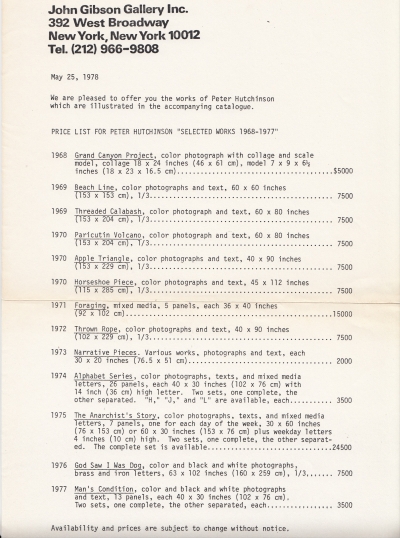 John Gibson Gallery Inc.
392 West Broadway
New York, New York 10012
Tel. (212) 966-9808
May 25, 1978
We are pleased to offer you the works of Peter Hutchinson
which are illustrated in the accompanying catalogue.
PRICE LIST FOR PETER HUTCHINSON "SELECTED WORKS 1968-1977"
1968 Grand Canyon Project, color photograph with collage and scale
model, collage 18 x 24 inches (46 x 61 cm), model 7 x 9 x 6½
inches (18 x 23 x 16.5 cm)........................................$5000
1969 Beach Line, color photographs and text, 60 x 60 inches
(153 x 153 cm), 1/3............................................... 7500
1969 Threaded Calabash, color photograph and text, 60 x 80 inches
(153 x 204 cm), 1/3............................................... 7500
1970 Paricutin Volcano, color photograph and text, 60 x 80 inches
(153 x 204 cm), 1/3............................................... 7500
1970 Apple Triangle, color photographs and text, 40 x 90 inches
(153 x 229 cm), 1/3............................................... 7500
1970 Horseshoe Piece, color photographs and text, 45 x 112 inches
(115 x 285 cm), 1/3............................................... 7500
1971 Foraging, mixed media, 5 panels, each 36 x 40 inches
(92 x 102 cm).....................................................15000
1972 Thrown Rope, color photographs and text, 40 x 90 inches
(102 x 229 cm), 1/3............................................... 7500
1973 Narrative Pieces. Various works, photographs and text, each
30 x 20 inches (76.5 x 51 cm)..................................... 2000
1974 Alphabet Series, color photographs, texts, and mixed media
letters, 26 panels, each 40 x 30 inches (102 x 76 cm) with
14 inch (36 cm) high letter. Two sets, one complete, the
other separated. "H," "J," and "L" are available, each........... 3500
1975 The Anarchist's Story, color photographs, texts, and mixed media
letters, 7 panels, one for each day of the week, 30 x 60 inches
(76 x 153 cm) or 60 x 30 inches (153 x 76 cm) plus weekday letters
4 inches (10 cm) high. Two sets, one complete, the other separat-
ed. The complete set is available................................24500
1976 God Saw I Was Dog, color and black and white photographs,
brass and iron letters, 63 x 102 inches (160 x 259 cm), 1/3....... 7500
1977 Man's Condition, color and black and white photographs
and text, 13 panels, each 40 x 30 inches (102 x 76 cm).
Two sets, one complete, the other separated, each................. 3500
Availability and prices are subject to change without notice.